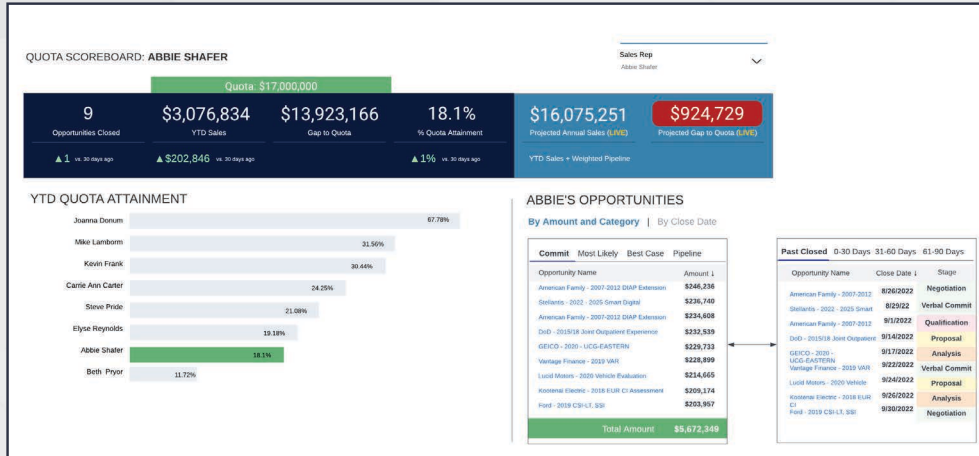 QUOTA SCOREBOARD: ABBIE SHAFER
Sales Rep
Abbie Shafer
Quota: $17,000,000
9
Opportunities Closed
▲ 1 vs. 30 days ago
$3,076,834
YTD Sales
▲ $202,846 vs. 30 days ago
$13,923,166
Gap to Quota
18.1%
% Quota Attainment
▲ 1% vs. 30 days ago
$16,075,251
Projected Annual Sales (LIVE)
YTD Sales + Weighted Pipeline
$924,729
Projected Gap to Quota (LIVE)
YTD QUOTA ATTAINMENT
Joanna Donum 67.78%
Mike Lamborm 31.50%
Kevin Frank 30.44%
Carrie Ann Carter 24.25%
Steve Pride 21.08%
Elyse Reynolds 19.18%
Abbie Shafer 18.1%
Beth Pryor 11.72%
ABBIE'S OPPORTUNITIES
By Amount and Category | By Close Date
Commit Most Likely Best Case Pipeline
Opportunity Name Amount ↓
American Family - 2007-2012 DIAP Extension $246,236
Stellantis - 2022 - 2025 Smart Digiral $236,740
American Family - 2007-2012 DIAP Extension $234,608
DoD - 2015/18 Joint Outpatient Experience $232,539
GEICO - 2020 - UCG-EASTERN $229,733
Vantage Finance - 2019 VAR $228,899
Lucid Motors - 2020 Vehicle Evaluation $214,665
Kootenai Electric - 2018 EUR CI Assessment $209,174
Ford - 2019 CSI-LT, SSI $203,957
Total Amount $5,672,349
Past Closed 0-30 Days 31-60 Days 61-90 Days
Opportunity Name Close Date ↓ Stage
American Family - 2007-2012 8/26/2022 Negotiation
Stellantis - 2022 - 2025 Smart 8/29/22 Verbal Commit
American Family - 2007-2012 9/1/2022 Qualification
DoD - 2015/18 Joint Outpatient 9/14/2022 Proposal
GEICO - 2020 - 9/17/2022 Analysis
UCG-EASTERN
Vantage Finance - 2019 VAR 9/22/2022 Verbal Commit
Lucid Motors - 2020 Vehicle 9/24/2022 Proposal
Kootenai Electric - 2018 EUR 9/26/2022 Analysis
CI
Ford - 2019 CSI-LT, SSI 9/30/2022 Negotiation